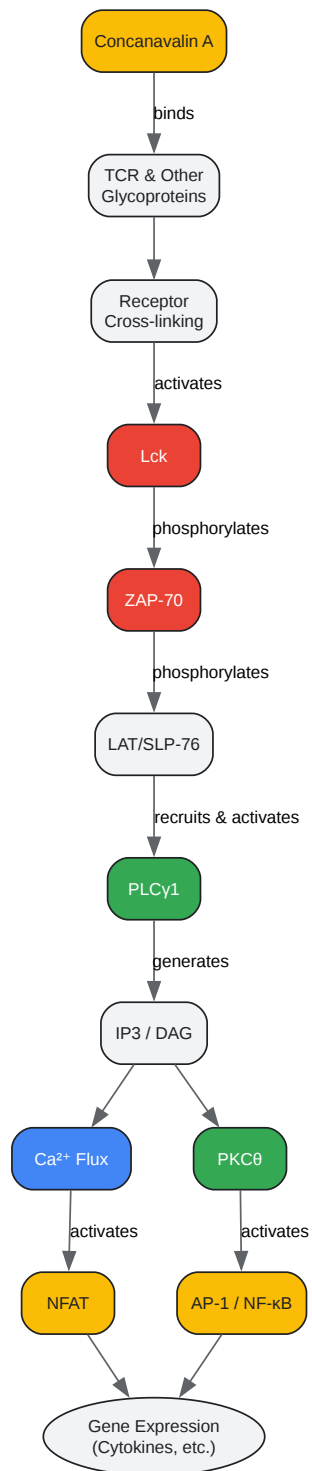 Concanavalin A
binds
TCR & Other
Glycoproteins
Receptor
Cross-linking
activates
Lck
phosphorylates
ZAP-70
phosphorylates
LAT/SLP-76
recruits & activates
PLCγ1
generates
IP3 / DAG
Ca²⁺ Flux
PKCθ
activates
activates
NFAT
AP-1 / NF-κB
Gene Expression
(Cytokines, etc.)